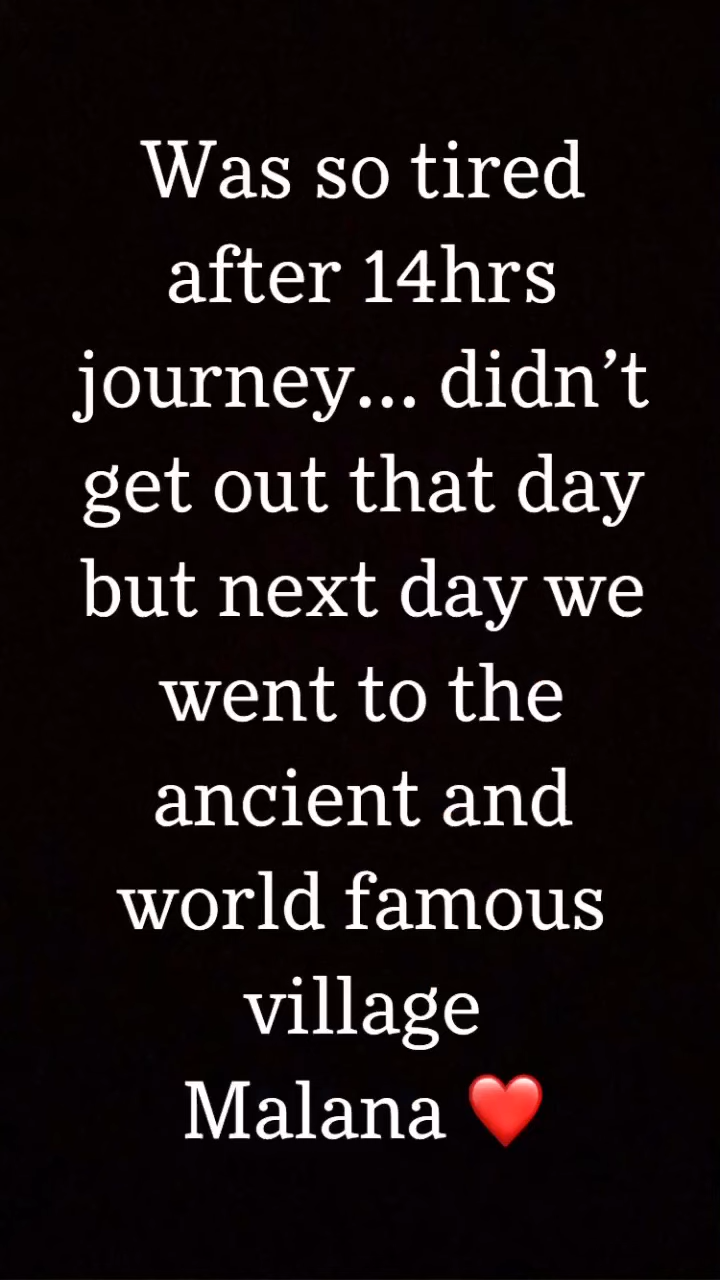 Was so tired
after 14hrs
journey... didn’t
get out that day
but next day we
went to the
ancient and
world famous
village
Malana ❤️